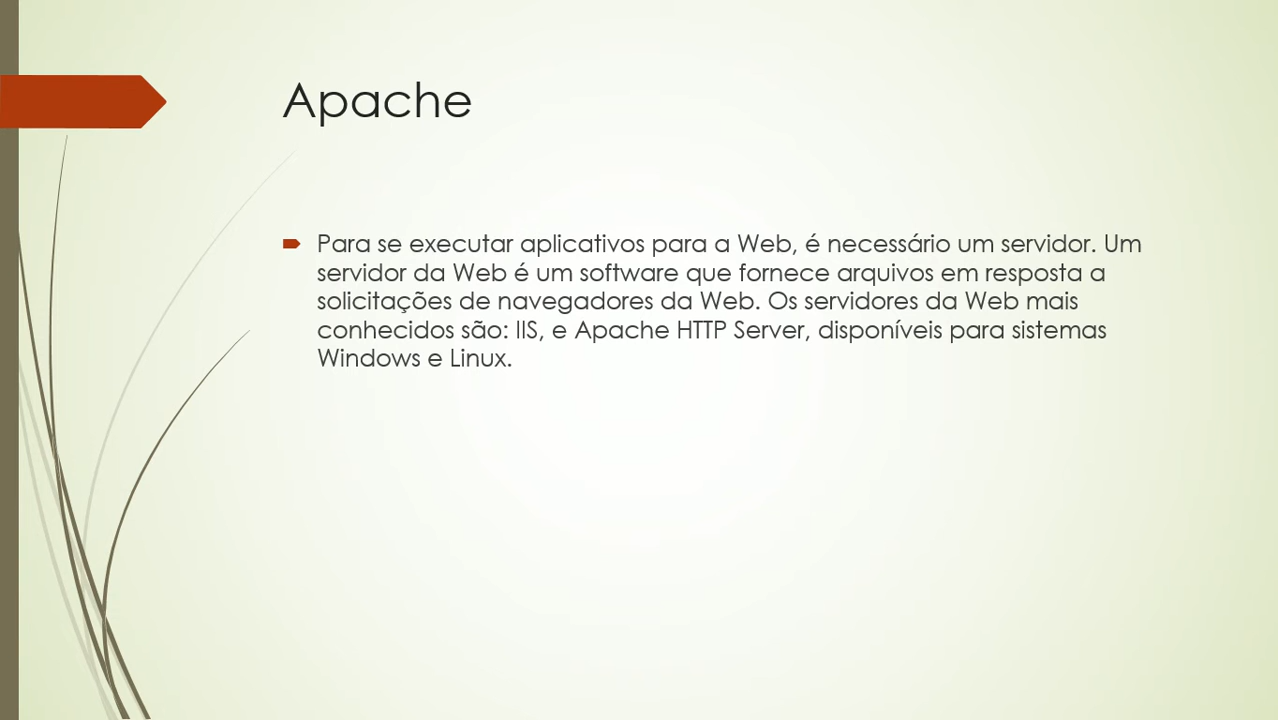 Apache
Para se executar aplicativos para a Web, é necessário um servidor. Um
servidor da Web é um software que fornece arquivos em resposta a
solicitações de navegadores da Web. Os servidores da Web mais
conhecidos são: IIS, e Apache HTTP Server, disponíveis para sistemas
Windows e Linux.